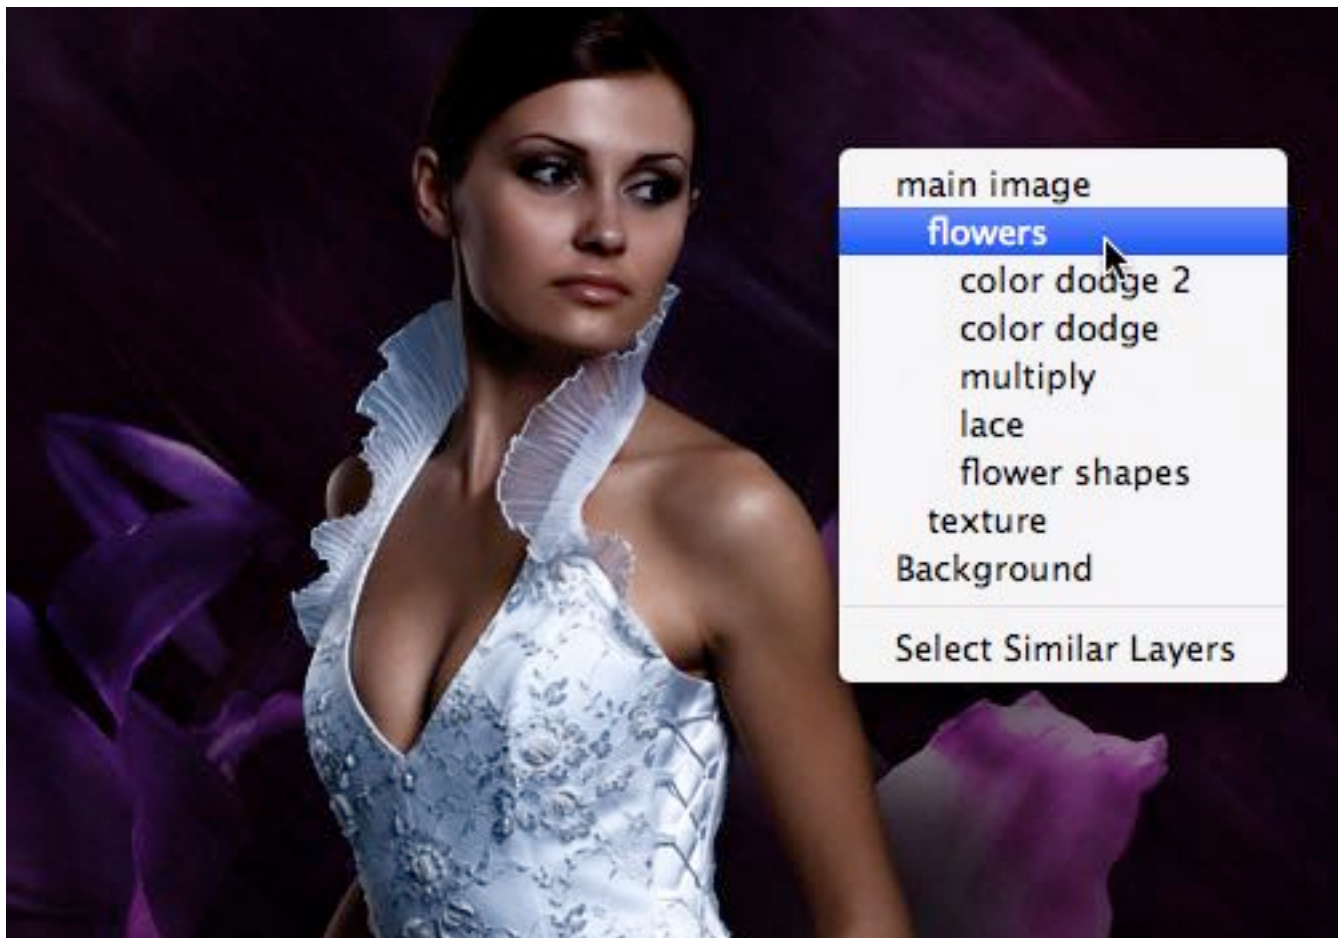 main image
flowers
color dodge 2
color dodge
multiply
lace
flower shapes
texture
Background
Select Similar Layers